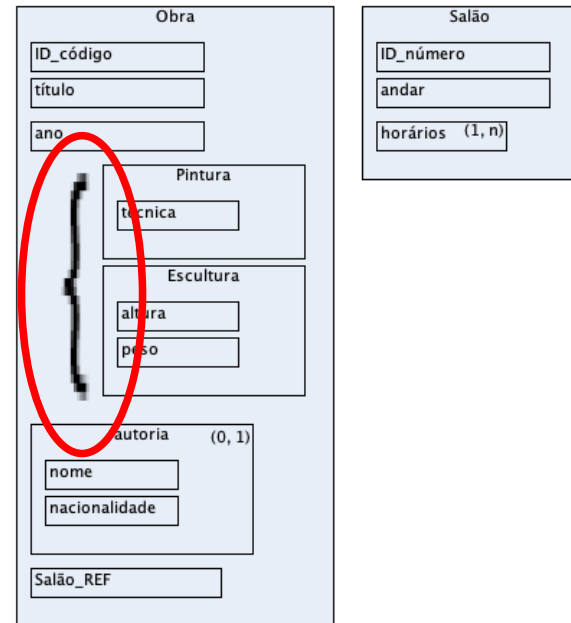 Obra
ID_código
título
ano
Pintura
técnica
Escultura
altura
peso
autoria (0, 1)
nome
nacionalidade
Salão_REF
Salão
ID_número
andar
horários (1, n)